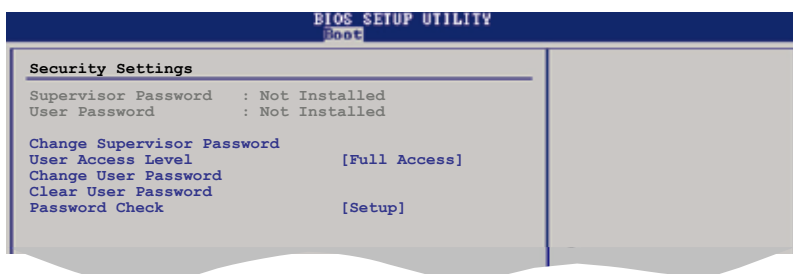 BIOS SETUP UTILITY
Boot
Security Settings
Supervisor Password : Not Installed
User Password : Not Installed
Change Supervisor Password
User Access Level [Full Access]
Change User Password
Clear User Password
Password Check [Setup]